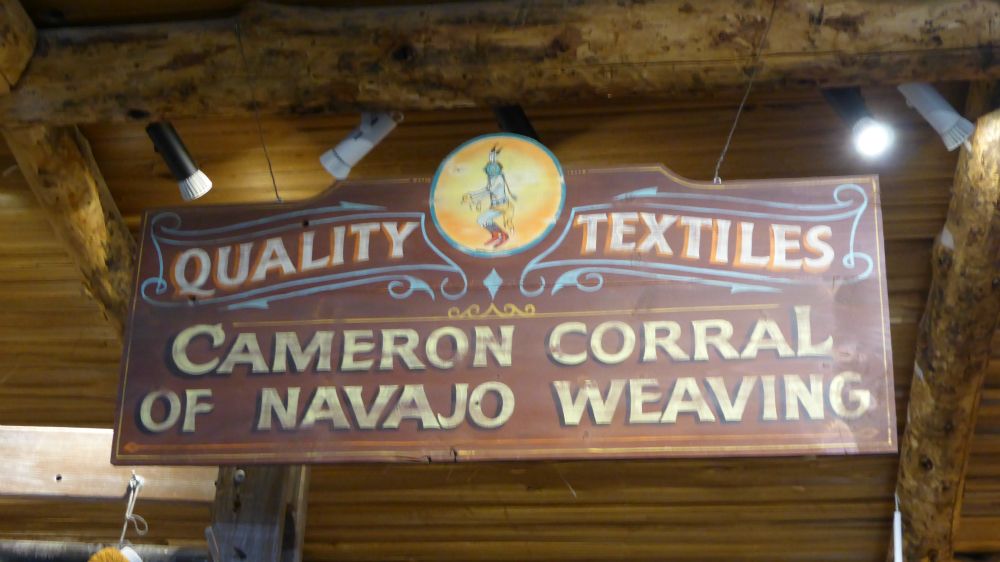 QUALITY TEXTILES
CAMERON CORRAL
OF NAVAJO WEAVING